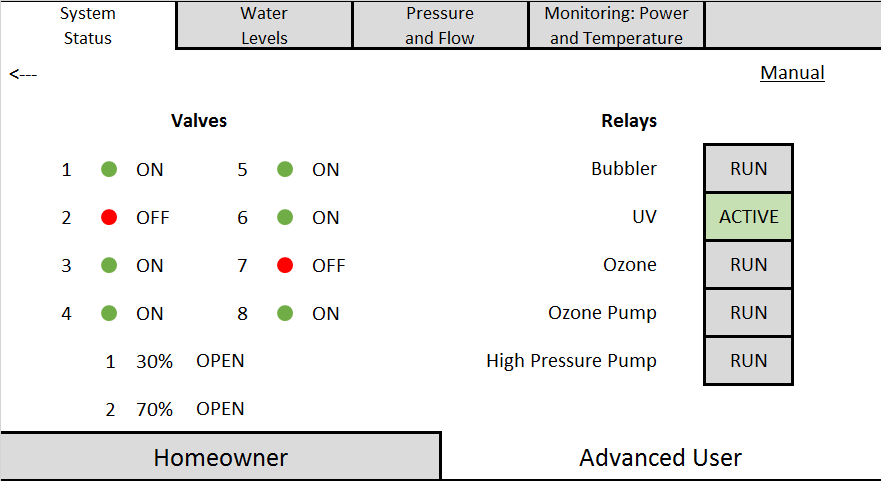 System Status
Water Levels
Pressure and Flow
Monitoring: Power and Temperature
<---
Manual
Valves
Relays
1 ON 5 ON
Bubbler RUN
2 OFF 6 ON
UV ACTIVE
3 ON 7 OFF
Ozone RUN
4 ON 8 ON
Ozone Pump RUN
1 30% OPEN
High Pressure Pump RUN
2 70% OPEN
Homeowner
Advanced User